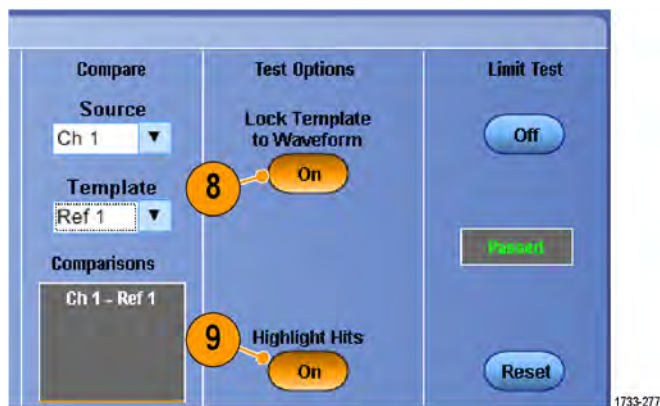 Compare
Source
Ch 1
Template
Ref 1
Comparisons
Ch 1 - Ref 1
Test Options
Lock Template
to Waveform
8
On
9
Highlight Hits
On
Limit Test
Off
Passed
Reset
1733-277